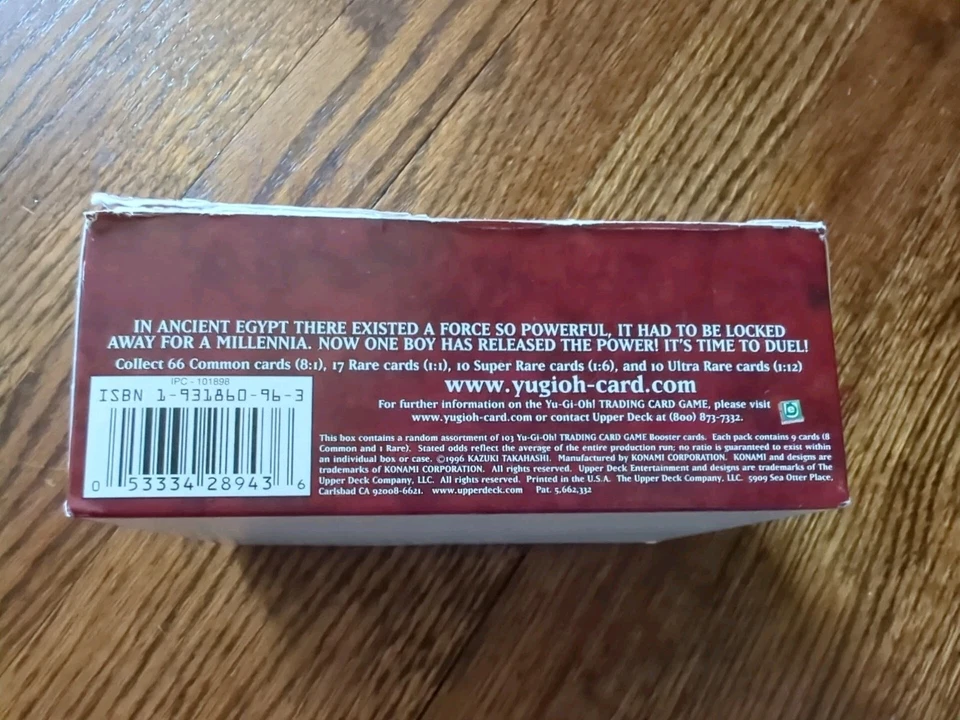 IN ANCIENT EGYPT THERE EXISTED A FORCE SO POWERFUL, IT HAD TO BE LOCKED
AWAY FOR A MILLENNIA. NOW ONE BOY HAS RELEASED THE POWER! IT'S TIME TO DUEL!
Collect 66 Common cards (8:1), 17 Rare cards (1:1), 10 Super Rare cards (1:6), and 10 Ultra Rare cards (1:12)
www.yugioh-card.com
For further information on the Yu-Gi-Oh! TRADING CARD GAME, please visit
www.yugioh-card.com or contact Upper Deck at (800) 873-7332.
This box contains a random assortment of 103 Yu-Gi-Oh! TRADING CARD GAME Booster cards. Each pack contains 9 cards (8
Common and 1 Rare). Stated odds reflect the average of the entire production run; no ratio is guaranteed to exist within
an individual box or case. ©1996 KAZUKI TAKAHASHI. Manufactured by KONAMI CORPORATION. KONAMI and designs are
trademarks of KONAMI CORPORATION. All rights reserved. Upper Deck Entertainment and designs are trademarks of The
Upper Deck Company, LLC. All rights reserved. Printed in the U.S.A. The Upper Deck Company, LLC. 5909 Sea Otter Place,
Carlsbad CA 92008-6621. www.upperdeck.com Pat. 5,662,332
IPC - 101898
ISBN 1-931860-96-3
0 53334 28943 6